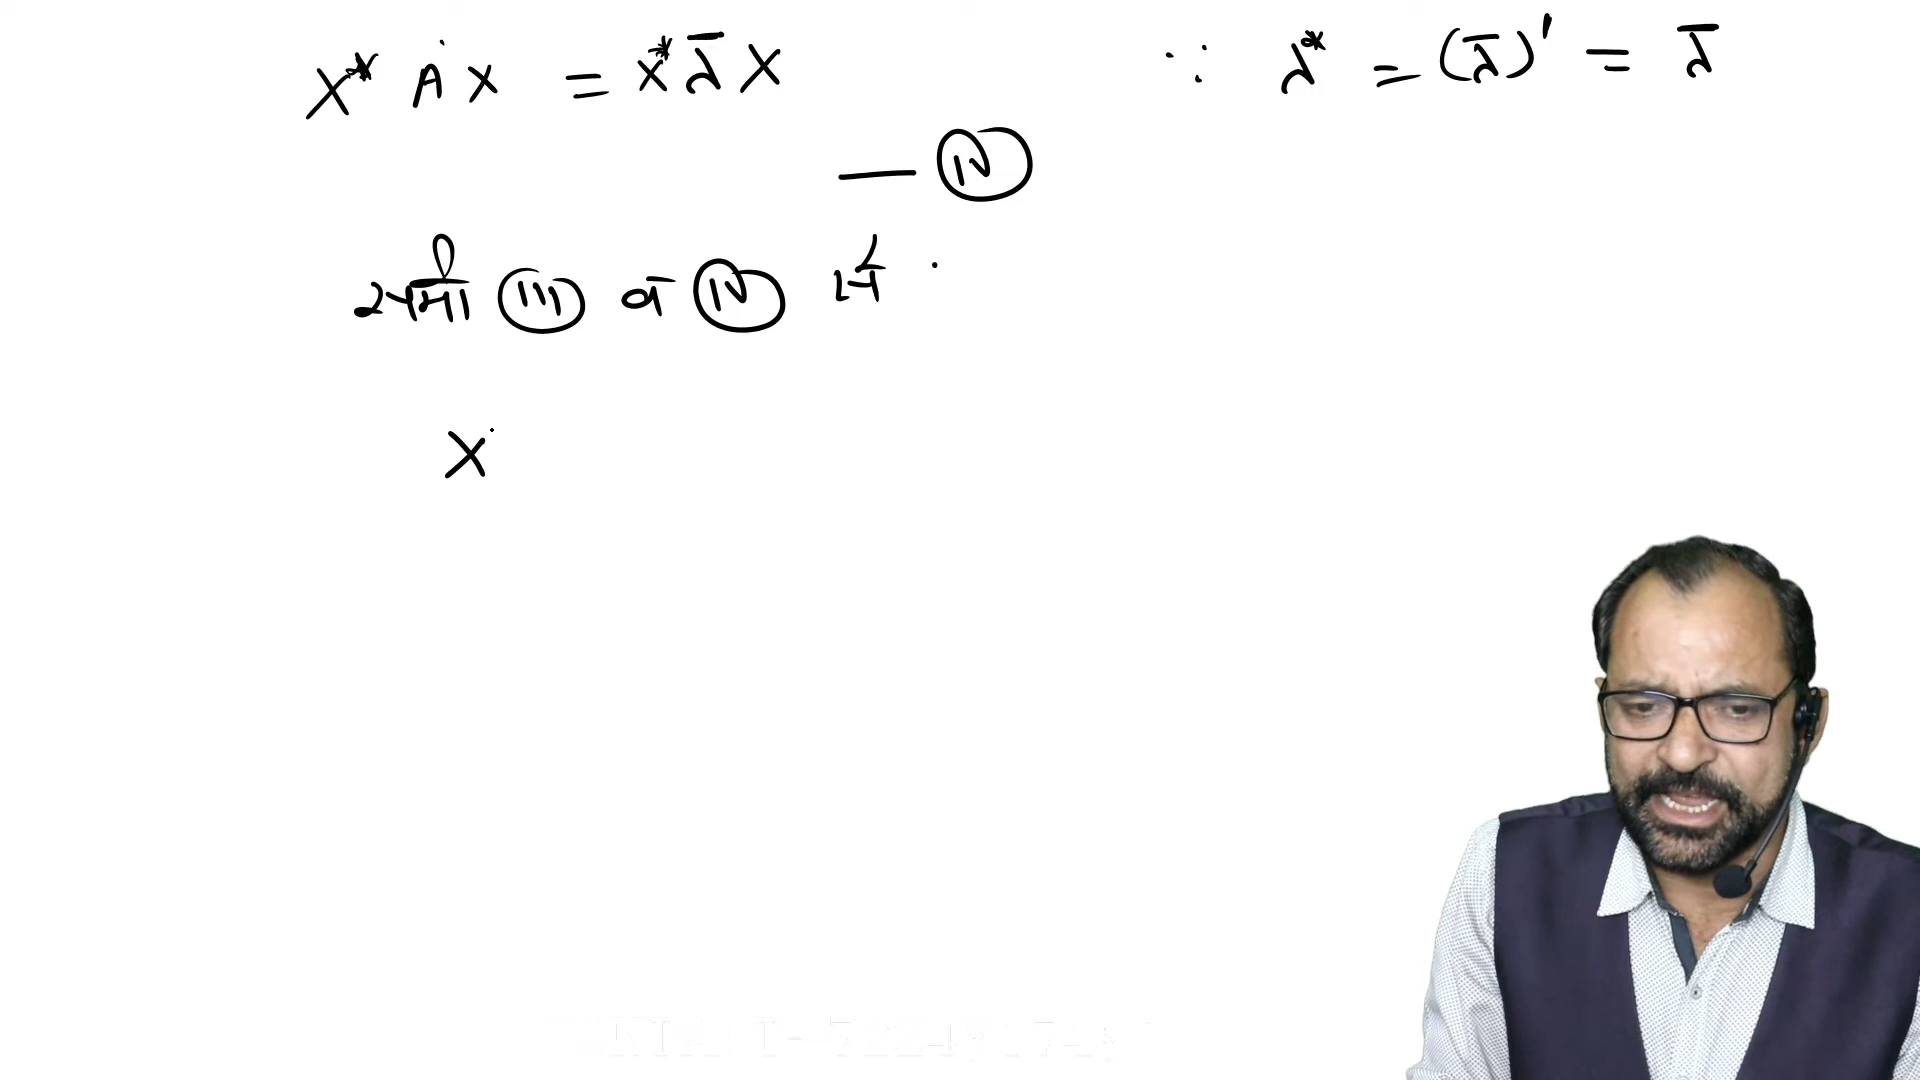 X* A X = X* λ̄ X ∵ λ* = (λ̄)' = λ̄
— IV
समी III व IV से
X